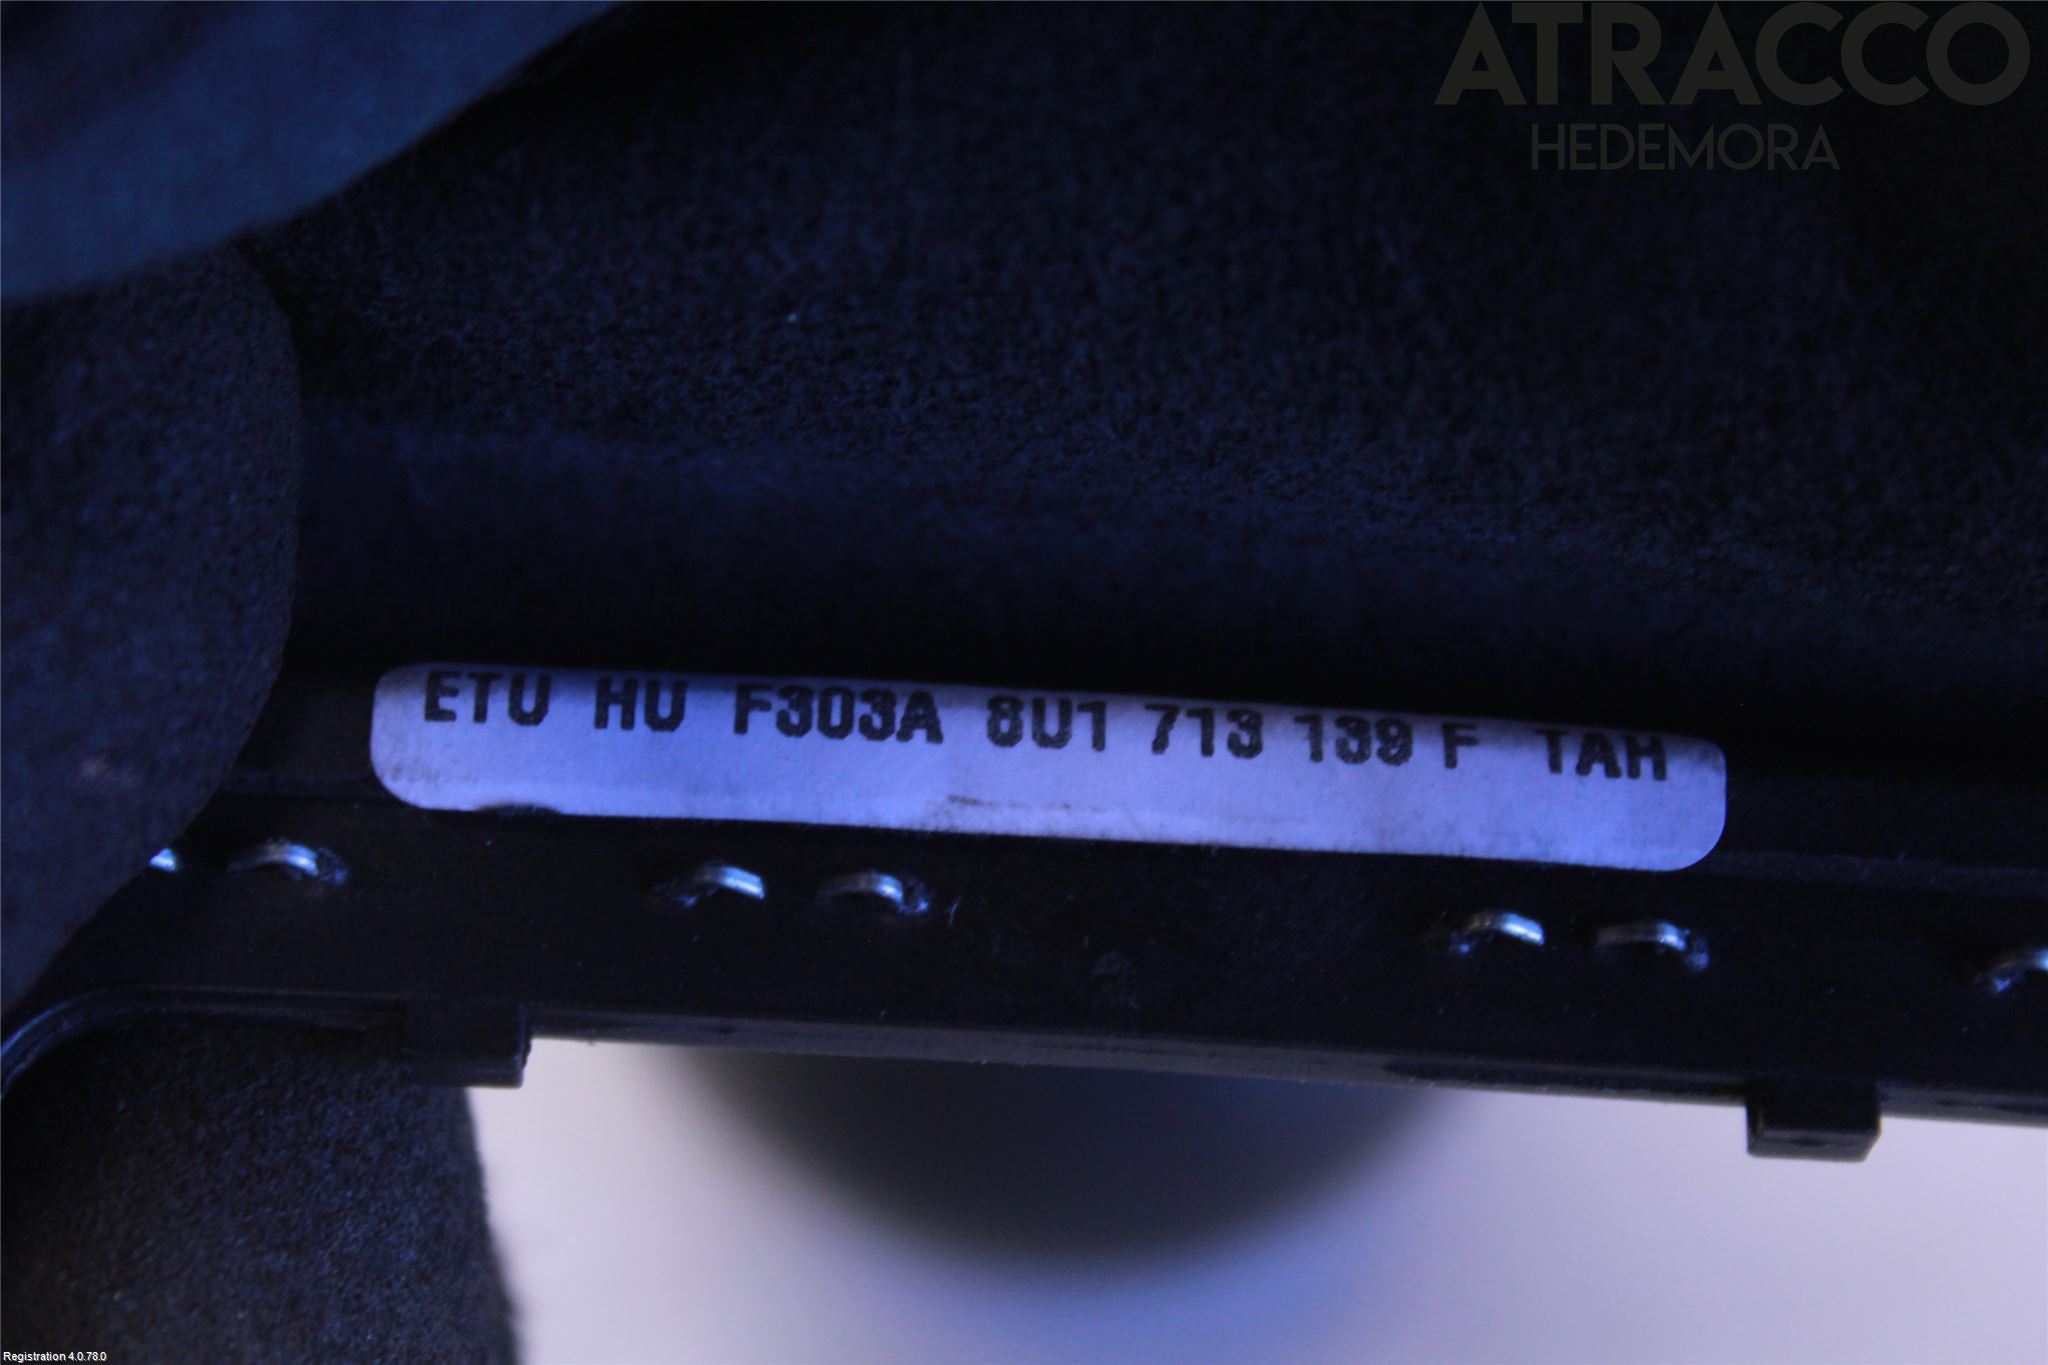 ATRACCO
HEDEMORA
ETU HU F303A 8U1 713 139 F TAH
Registration 4.0.78.0